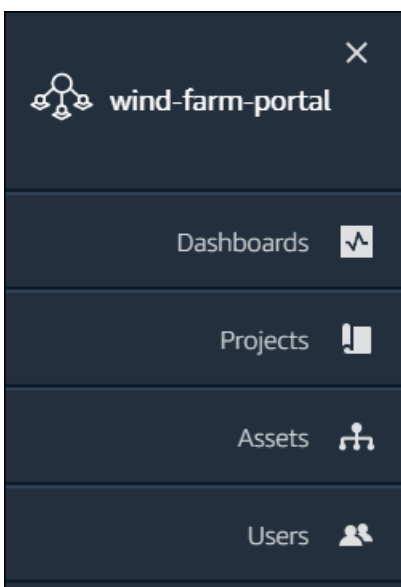 wind-farm-portal
Dashboards
Projects
Assets
Users